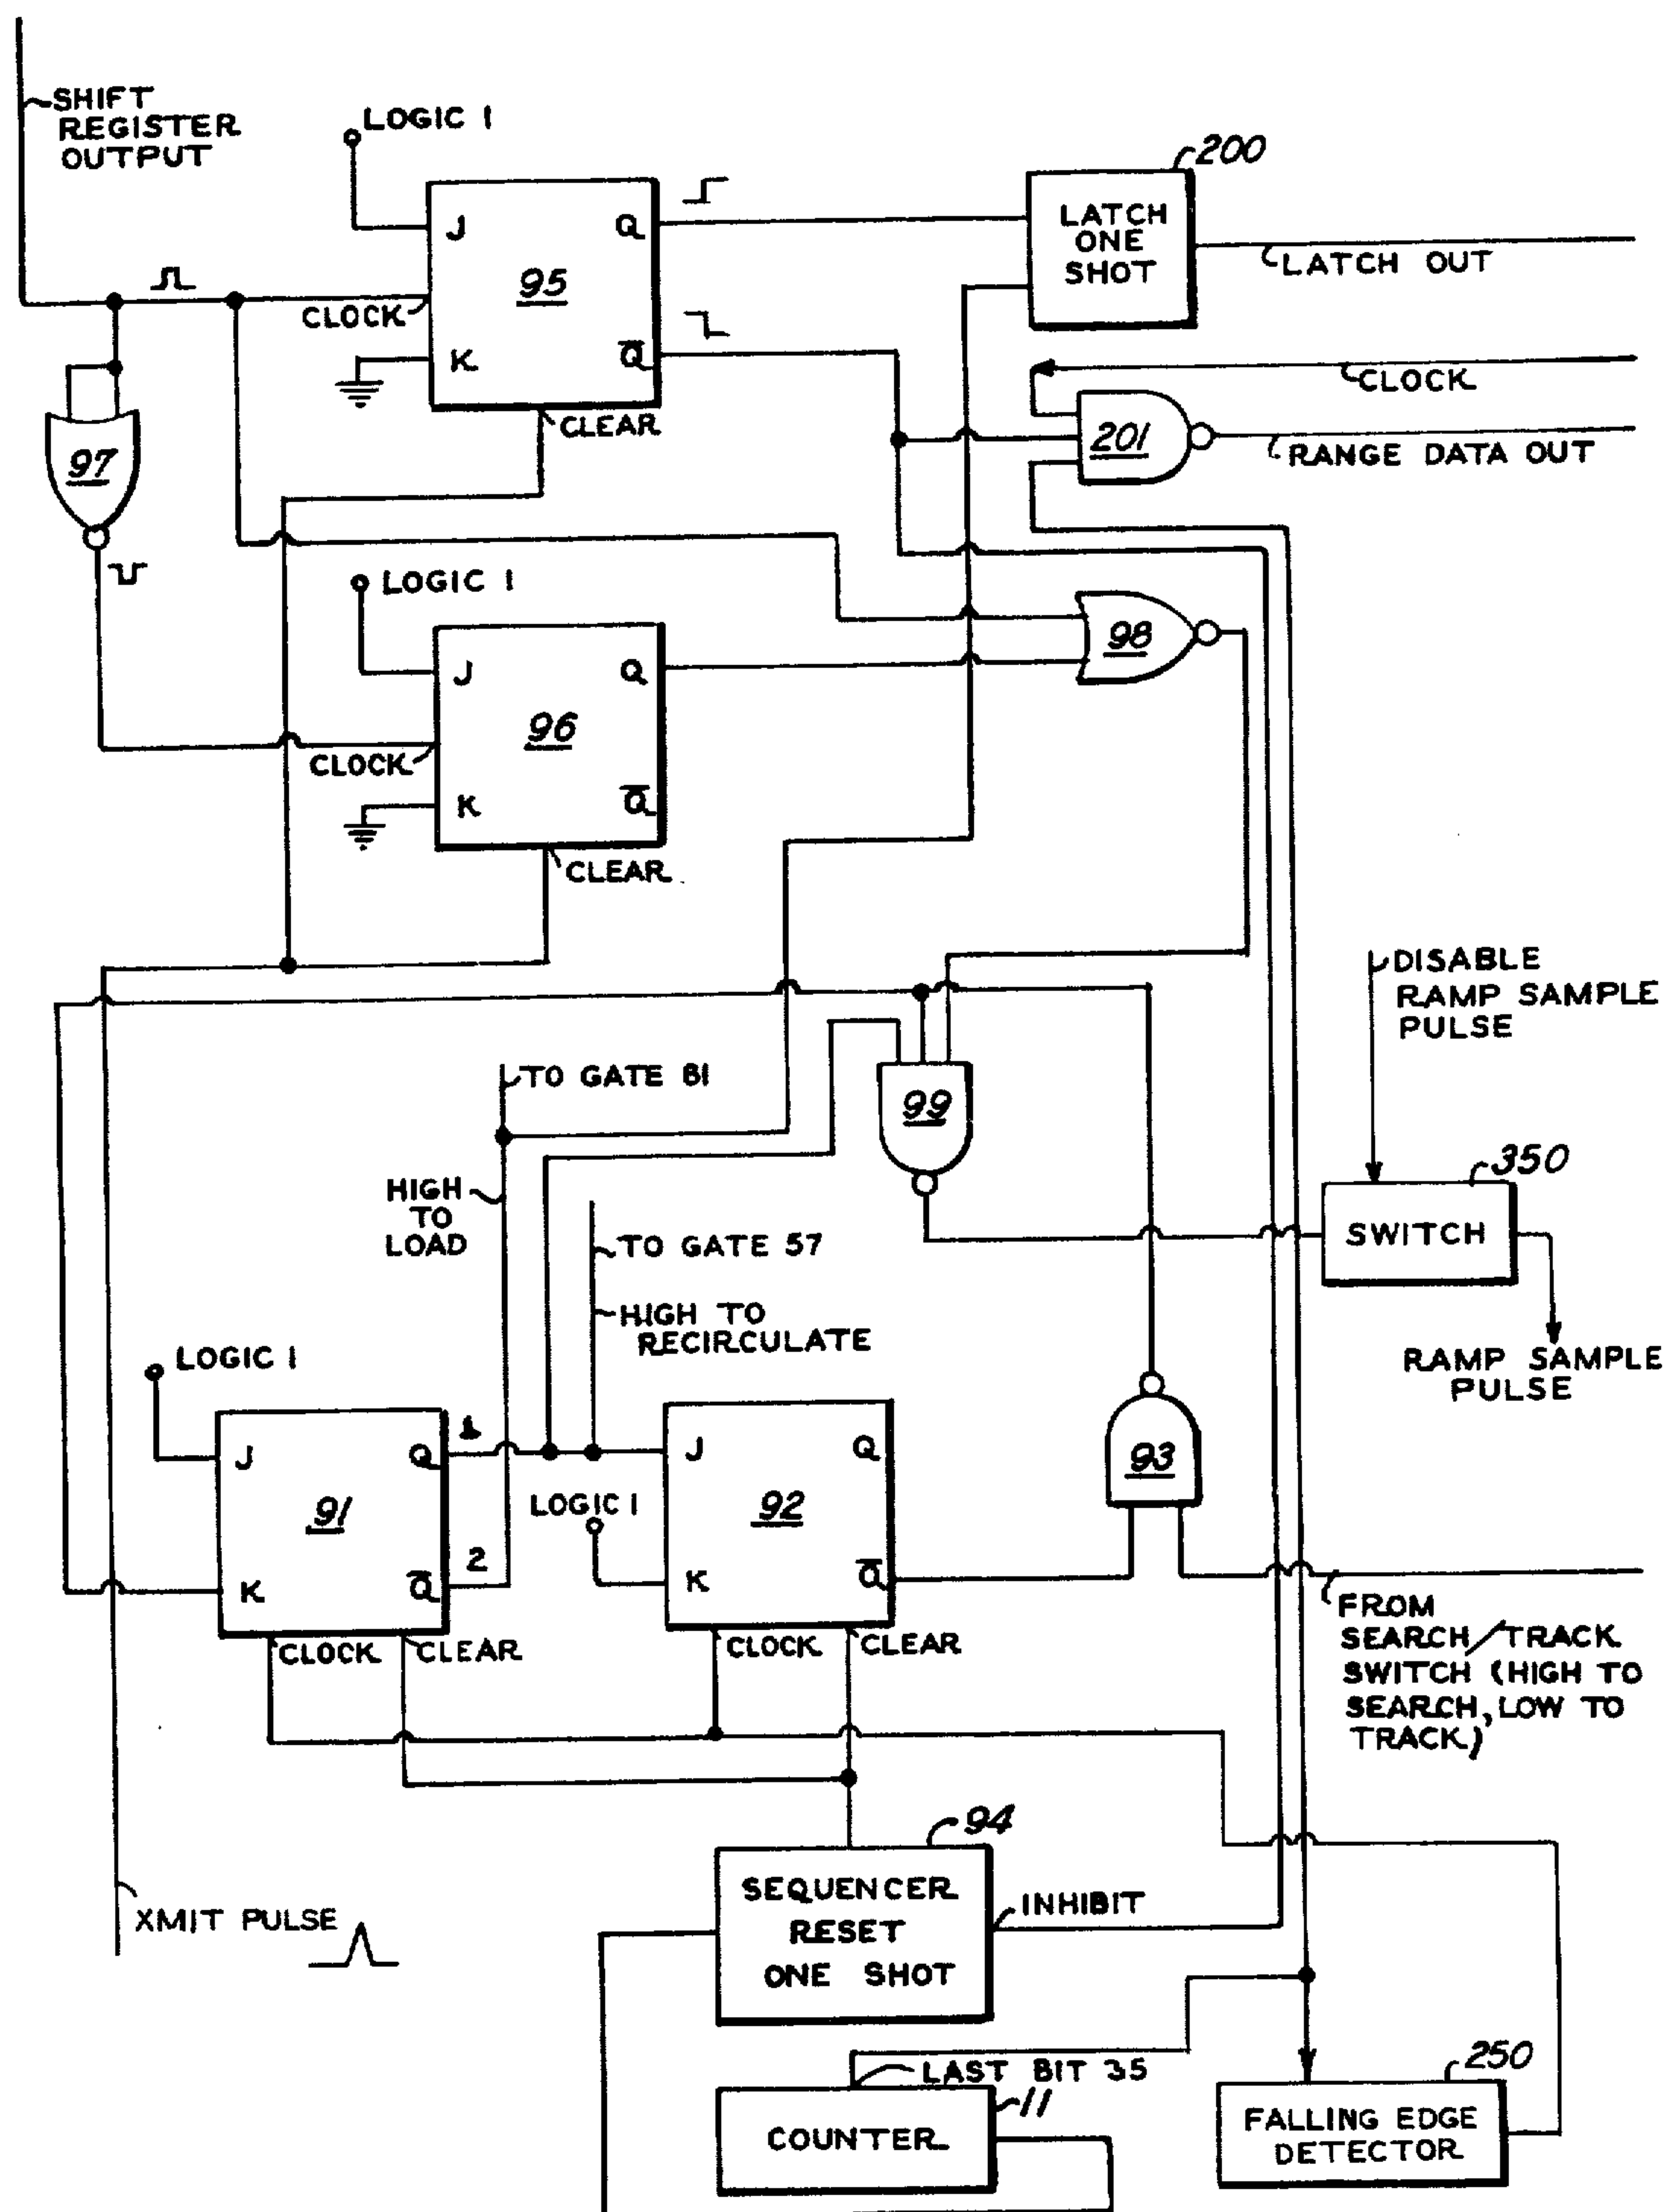 SHIFT
REGISTER
OUTPUT
LOGIC 1
J
Q
95
CLOCK
K
Q̅
CLEAR
200
LATCH
ONE
SHOT
LATCH OUT
CLOCK
201
RANGE DATA OUT
97
LOGIC 1
J
Q
96
CLOCK
K
Q̅
CLEAR
98
DISABLE
RAMP SAMPLE
PULSE
TO GATE 81
99
350
SWITCH
RAMP SAMPLE
PULSE
HIGH
TO
LOAD
TO GATE 57
HIGH TO
RECIRCULATE
LOGIC 1
J
Q
1
91
K
Q̅
2
CLOCK
CLEAR
LOGIC 1
J
Q
92
K
Q̅
CLOCK
CLEAR
93
FROM
SEARCH/TRACK
SWITCH (HIGH TO
SEARCH, LOW TO
TRACK)
XMIT PULSE
94
SEQUENCER
RESET
ONE SHOT
INHIBIT
LAST BIT 35
11
COUNTER
250
FALLING EDGE
DETECTOR